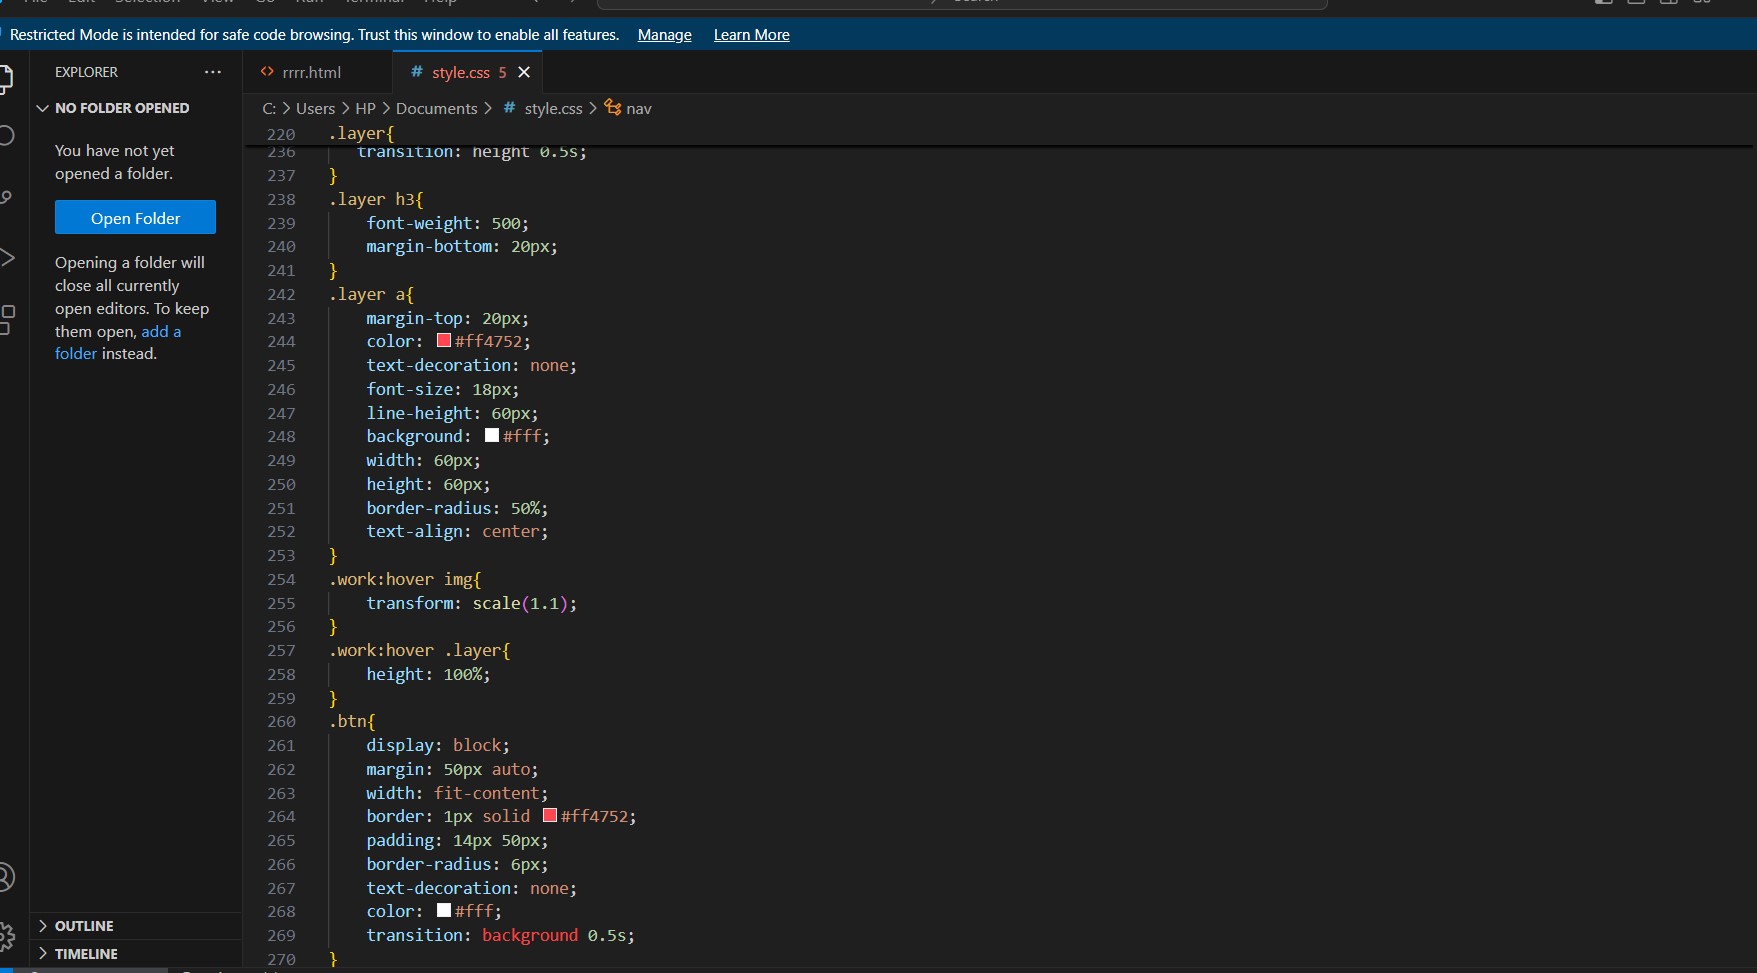 File Edit Selection View Go Run Terminal Help
Search
Restricted Mode is intended for safe code browsing. Trust this window to enable all features. Manage Learn More
EXPLORER ···
NO FOLDER OPENED
You have not yet
opened a folder.
Open Folder
Opening a folder will
close all currently
open editors. To keep
them open, add a
folder instead.
OUTLINE
TIMELINE
rrrr.html
# style.css 5
C: > Users > HP > Documents > # style.css > nav
220 .layer{
236 transition: height 0.5s;
237 }
238 .layer h3{
239 font-weight: 500;
240 margin-bottom: 20px;
241 }
242 .layer a{
243 margin-top: 20px;
244 color: #ff4752;
245 text-decoration: none;
246 font-size: 18px;
247 line-height: 60px;
248 background: #fff;
249 width: 60px;
250 height: 60px;
251 border-radius: 50%;
252 text-align: center;
253 }
254 .work:hover img{
255 transform: scale(1.1);
256 }
257 .work:hover .layer{
258 height: 100%;
259 }
260 .btn{
261 display: block;
262 margin: 50px auto;
263 width: fit-content;
264 border: 1px solid #ff4752;
265 padding: 14px 50px;
266 border-radius: 6px;
267 text-decoration: none;
268 color: #fff;
269 transition: background 0.5s;
270 }